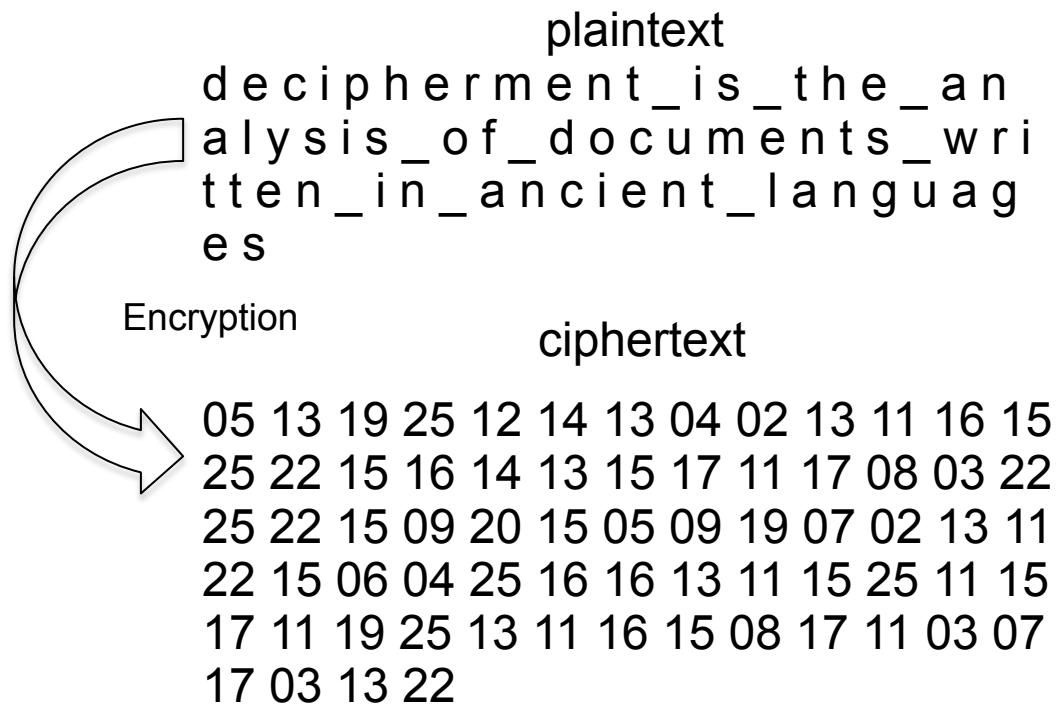 plaintext
d e c i p h e r m e n t _ i s _ t h e _ a n
a l y s i s _ o f _ d o c u m e n t s _ w r i
t t e n _ i n _ a n c i e n t _ l a n g u a g
e s
Encryption
ciphertext
05 13 19 25 12 14 13 04 02 13 11 16 15
25 22 15 16 14 13 15 17 11 17 08 03 22
25 22 15 09 20 15 05 09 19 07 02 13 11
22 15 06 04 25 16 16 13 11 15 25 11 15
17 11 19 25 13 11 16 15 08 17 11 03 07
17 03 13 22